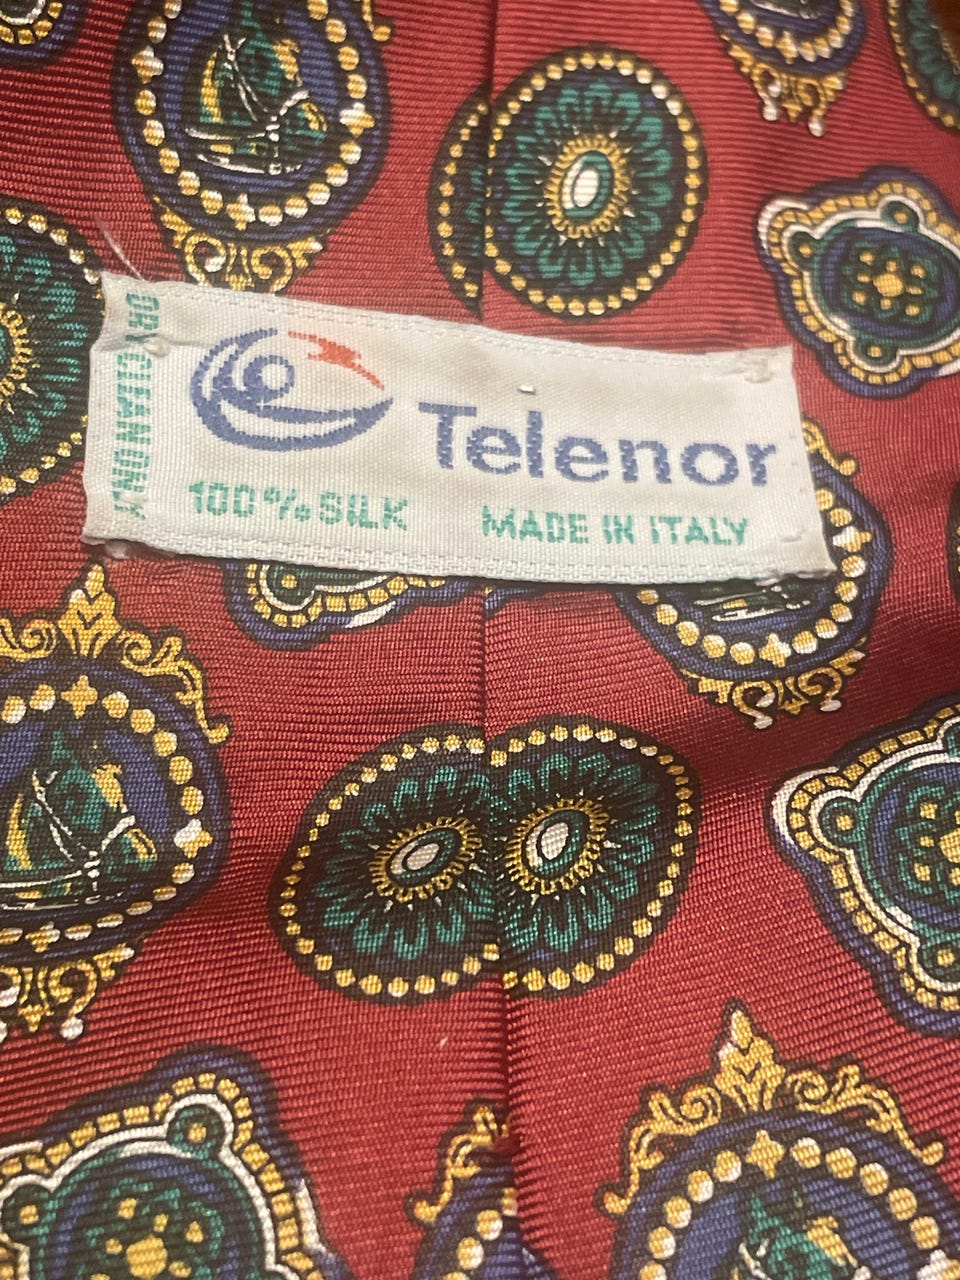 DRY CLEAN ONLY
Telenor
100% SILK MADE IN ITALY